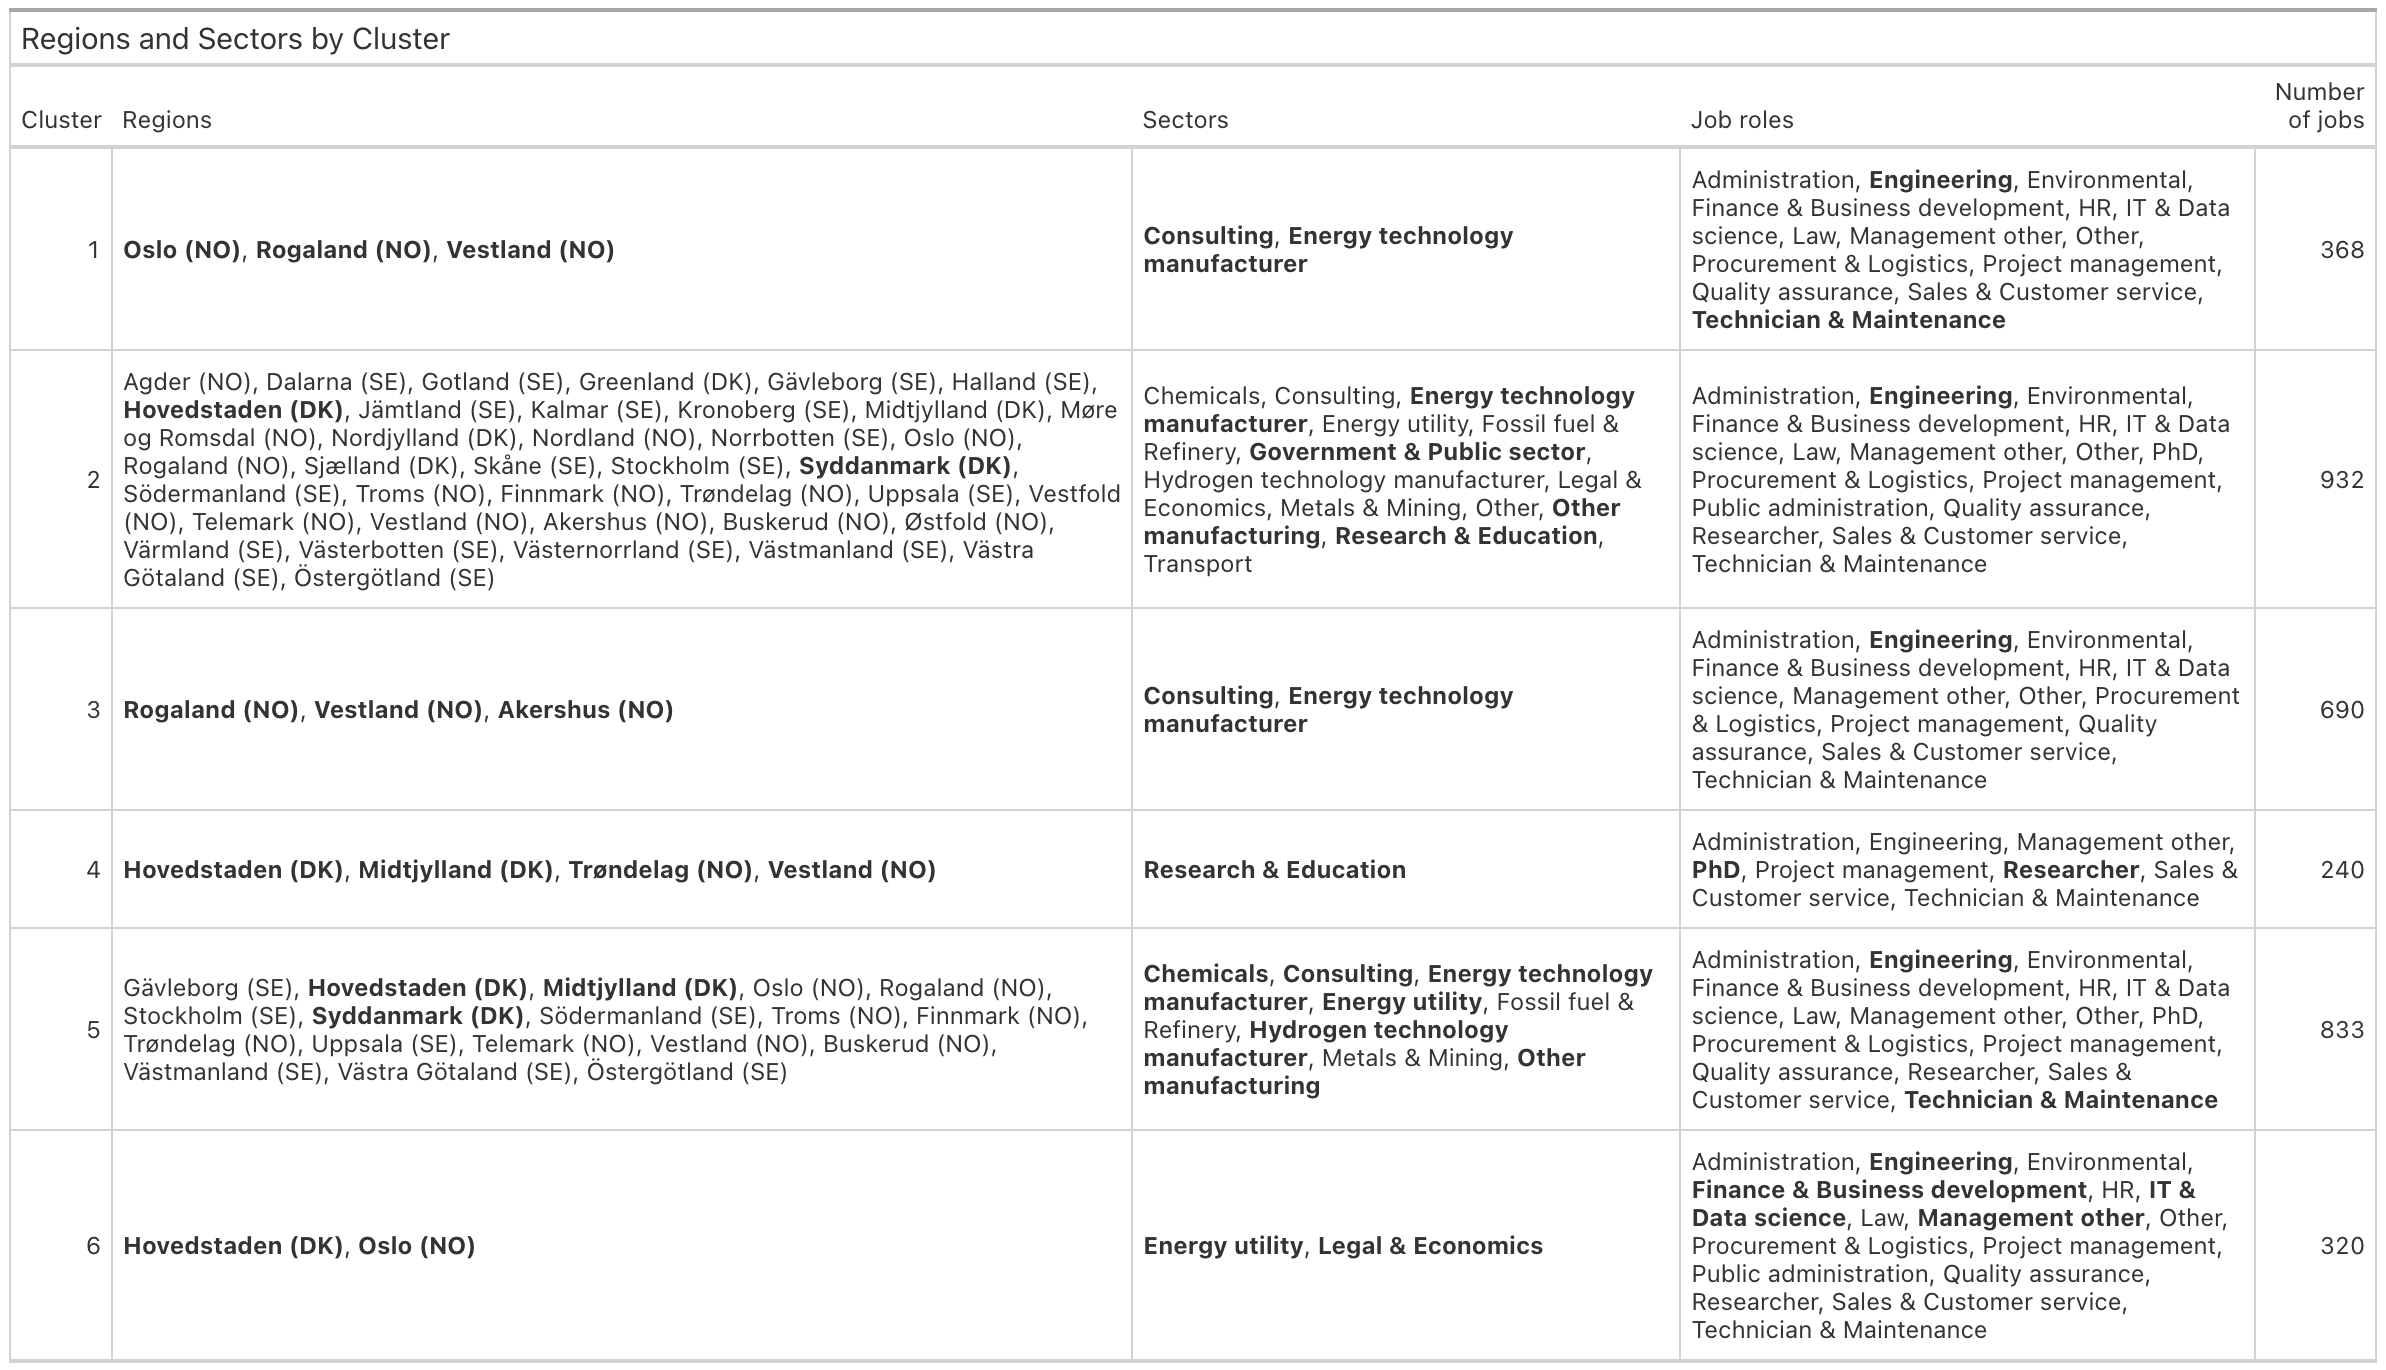 Regions and Sectors by Cluster
Cluster Regions Sectors Job roles Number of jobs
1
Oslo (NO), Rogaland (NO), Vestland (NO)
Consulting, Energy technology
manufacturer
Administration, Engineering, Environmental,
Finance & Business development, HR, IT & Data
science, Law, Management other, Other,
Procurement & Logistics, Project management,
Quality assurance, Sales & Customer service,
Technician & Maintenance
368
2
Agder (NO), Dalarna (SE), Gotland (SE), Greenland (DK), Gävleborg (SE), Halland (SE),
Hovedstaden (DK), Jämtland (SE), Kalmar (SE), Kronoberg (SE), Midtjylland (DK), Møre
og Romsdal (NO), Nordjylland (DK), Nordland (NO), Norrbotten (SE), Oslo (NO),
Rogaland (NO), Sjælland (DK), Skåne (SE), Stockholm (SE), Syddanmark (DK),
Södermanland (SE), Troms (NO), Finnmark (NO), Trøndelag (NO), Uppsala (SE), Vestfold
(NO), Telemark (NO), Vestland (NO), Akershus (NO), Buskerud (NO), Østfold (NO),
Värmland (SE), Västerbotten (SE), Västernorrland (SE), Västmanland (SE), Västra
Götaland (SE), Östergötland (SE)
Chemicals, Consulting, Energy technology
manufacturer, Energy utility, Fossil fuel &
Refinery, Government & Public sector,
Hydrogen technology manufacturer, Legal &
Economics, Metals & Mining, Other, Other
manufacturing, Research & Education,
Transport
Administration, Engineering, Environmental,
Finance & Business development, HR, IT & Data
science, Law, Management other, Other, PhD,
Procurement & Logistics, Project management,
Public administration, Quality assurance,
Researcher, Sales & Customer service,
Technician & Maintenance
932
3
Rogaland (NO), Vestland (NO), Akershus (NO)
Consulting, Energy technology
manufacturer
Administration, Engineering, Environmental,
Finance & Business development, HR, IT & Data
science, Management other, Other, Procurement
& Logistics, Project management, Quality
assurance, Sales & Customer service,
Technician & Maintenance
690
4
Hovedstaden (DK), Midtjylland (DK), Trøndelag (NO), Vestland (NO)
Research & Education
Administration, Engineering, Management other,
PhD, Project management, Researcher, Sales &
Customer service, Technician & Maintenance
240
5
Gävleborg (SE), Hovedstaden (DK), Midtjylland (DK), Oslo (NO), Rogaland (NO),
Stockholm (SE), Syddanmark (DK), Södermanland (SE), Troms (NO), Finnmark (NO),
Trøndelag (NO), Uppsala (SE), Telemark (NO), Vestland (NO), Buskerud (NO),
Västmanland (SE), Västra Götaland (SE), Östergötland (SE)
Chemicals, Consulting, Energy technology
manufacturer, Energy utility, Fossil fuel &
Refinery, Hydrogen technology
manufacturer, Metals & Mining, Other
manufacturing
Administration, Engineering, Environmental,
Finance & Business development, HR, IT & Data
science, Law, Management other, Other, PhD,
Procurement & Logistics, Project management,
Quality assurance, Researcher, Sales &
Customer service, Technician & Maintenance
833
6
Hovedstaden (DK), Oslo (NO)
Energy utility, Legal & Economics
Administration, Engineering, Environmental,
Finance & Business development, HR, IT &
Data science, Law, Management other, Other,
Procurement & Logistics, Project management,
Public administration, Quality assurance,
Researcher, Sales & Customer service,
Technician & Maintenance
320